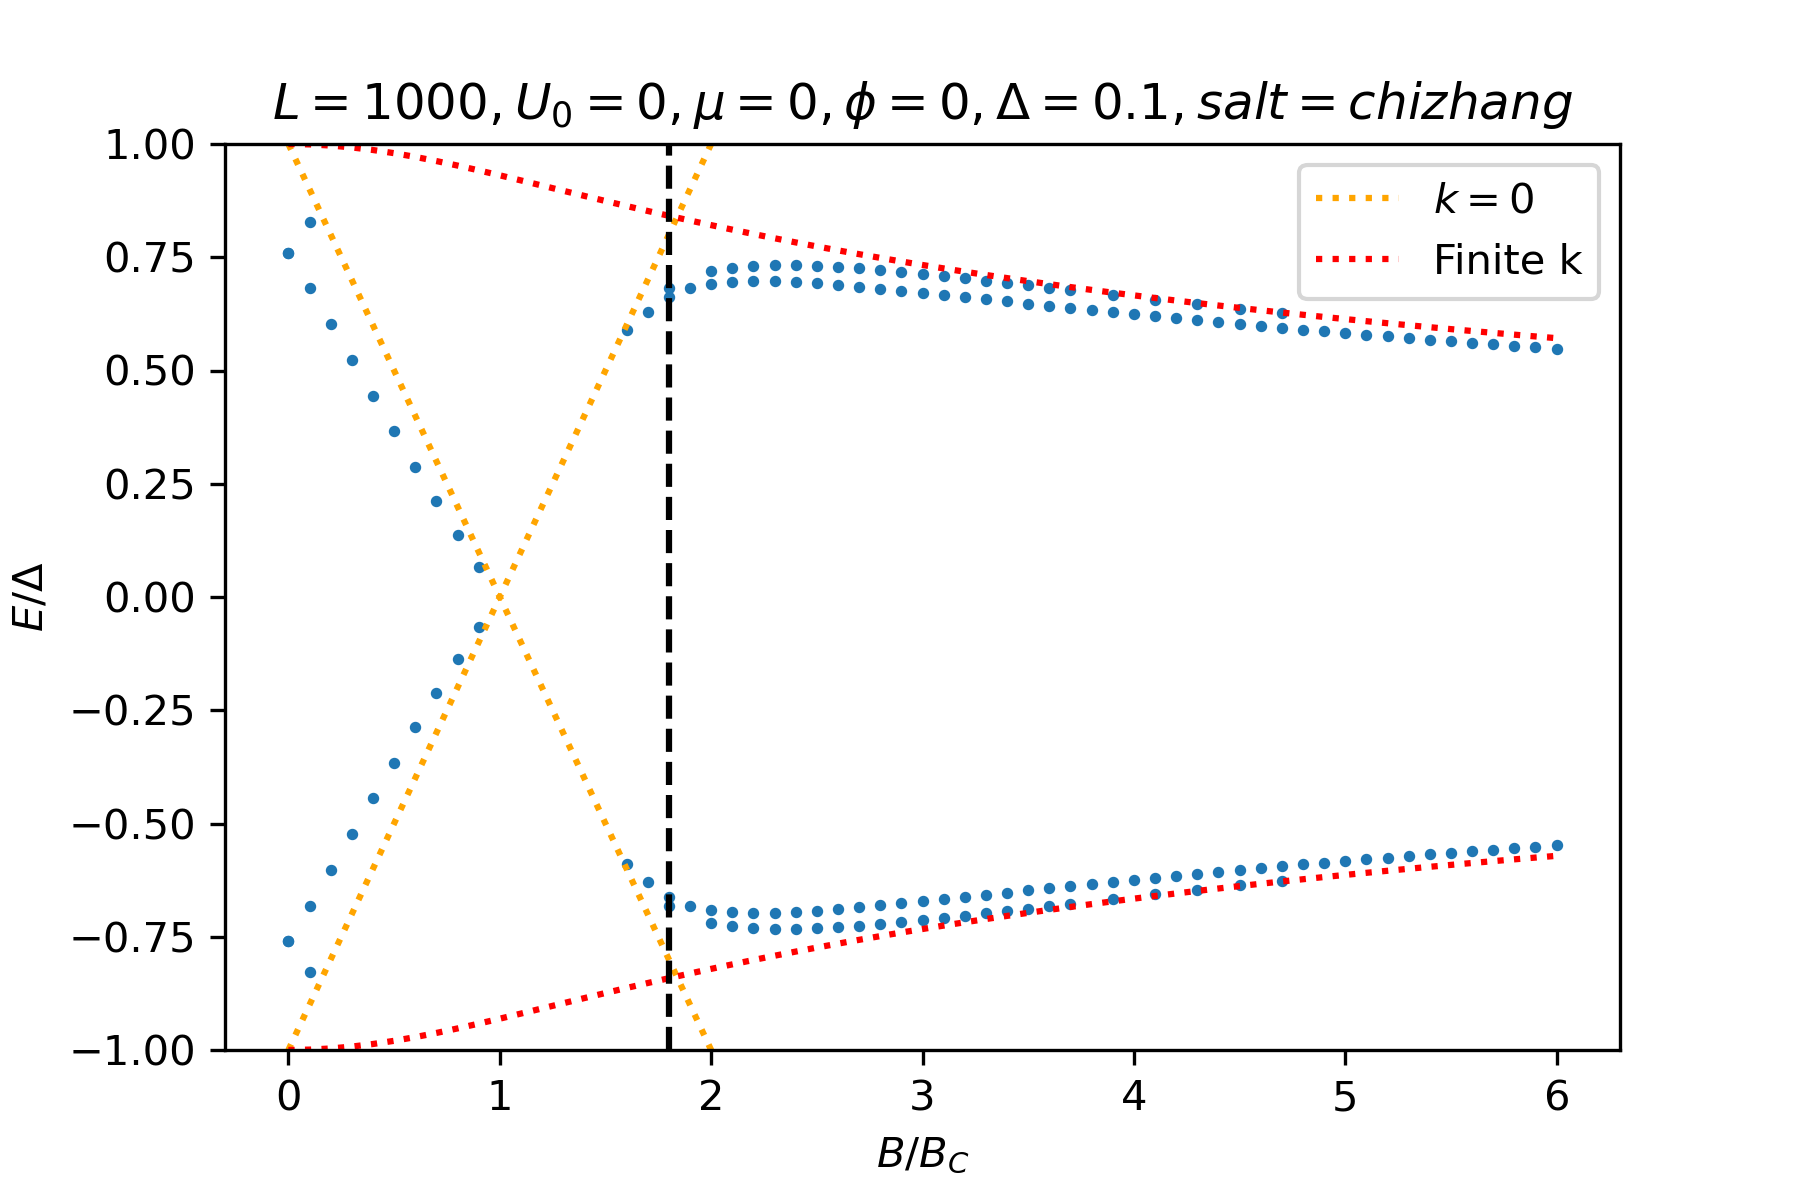 L = 1000, U₀ = 0, μ = 0, ϕ = 0, Δ = 0.1, salt = chizhang
1.00
0.75
0.50
0.25
0.00
−0.25
−0.50
−0.75
−1.00
E/Δ
k = 0
Finite k
0 1 2 3 4 5 6
B/B_C